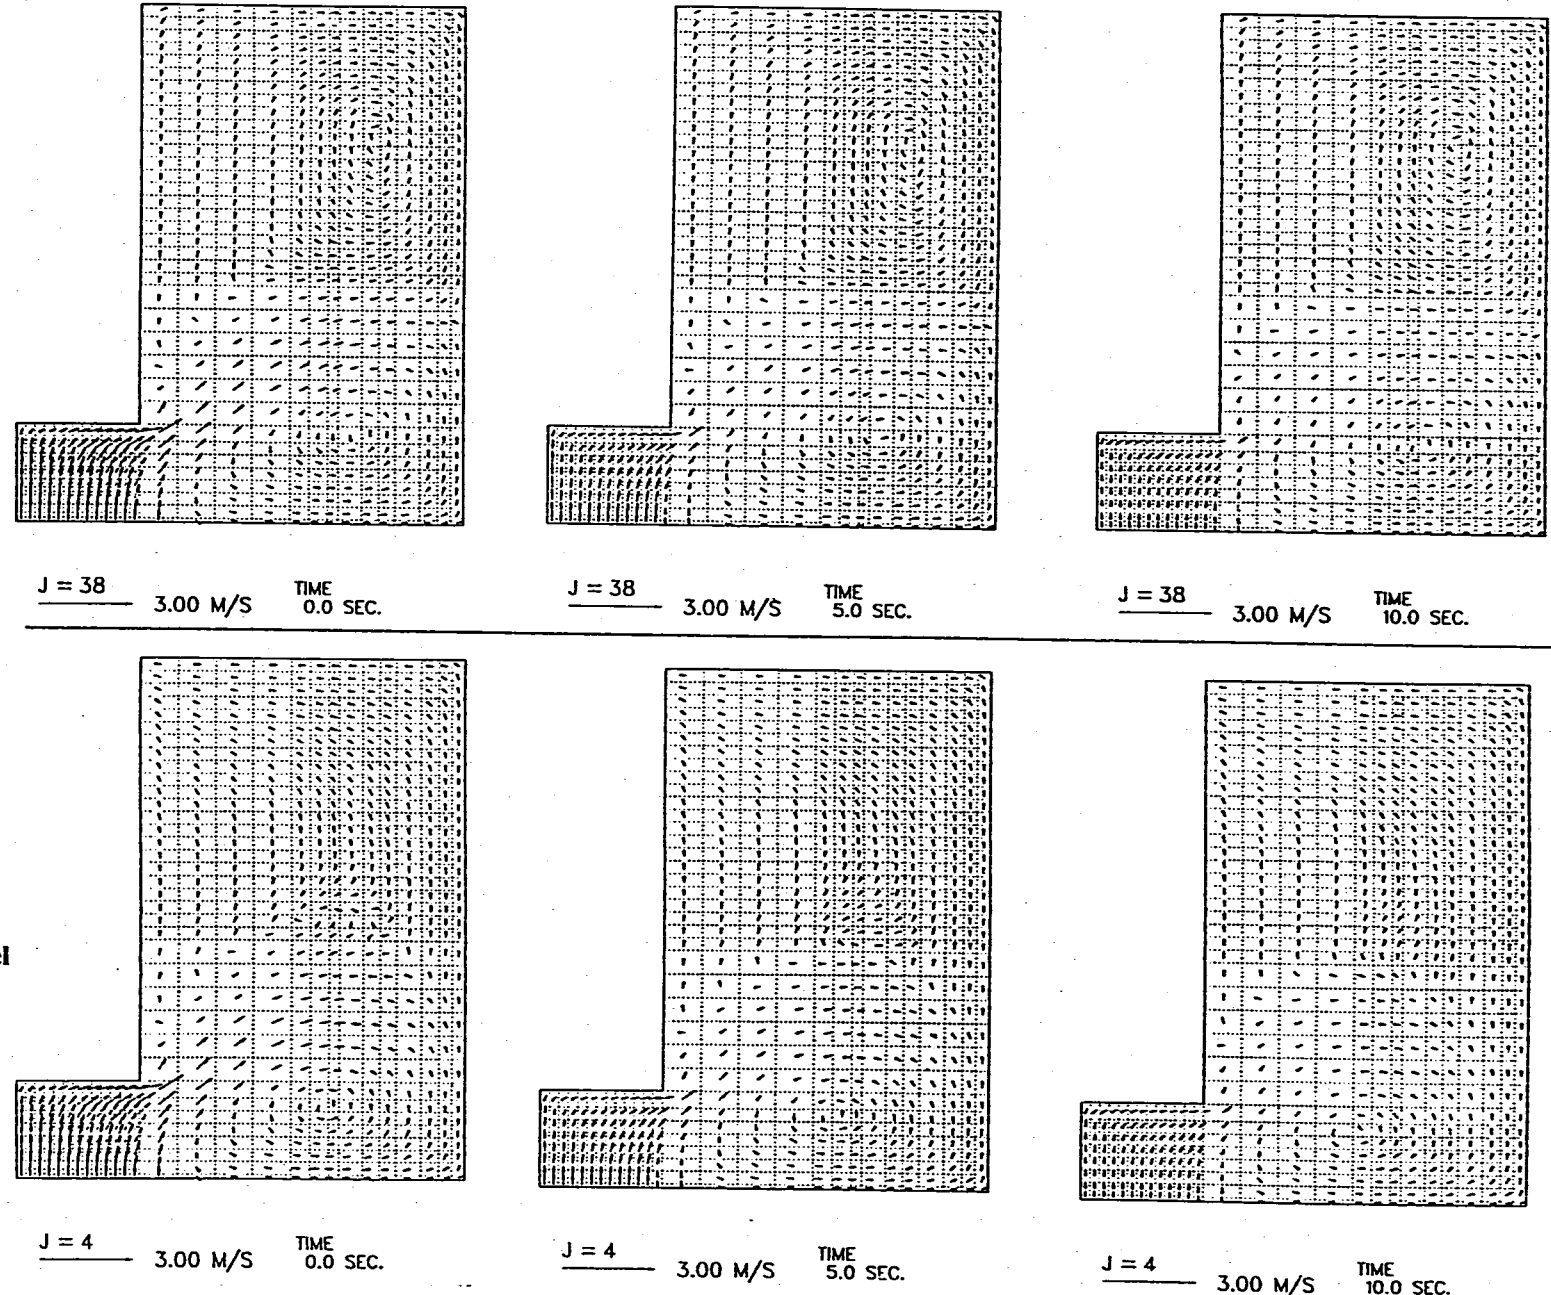 J = 38 3.00 M/S TIME 0.0 SEC.
J = 38 3.00 M/S TIME 5.0 SEC.
J = 38 3.00 M/S TIME 10.0 SEC.
J = 4 3.00 M/S TIME 0.0 SEC.
J = 4 3.00 M/S TIME 5.0 SEC.
J = 4 3.00 M/S TIME 10.0 SEC.